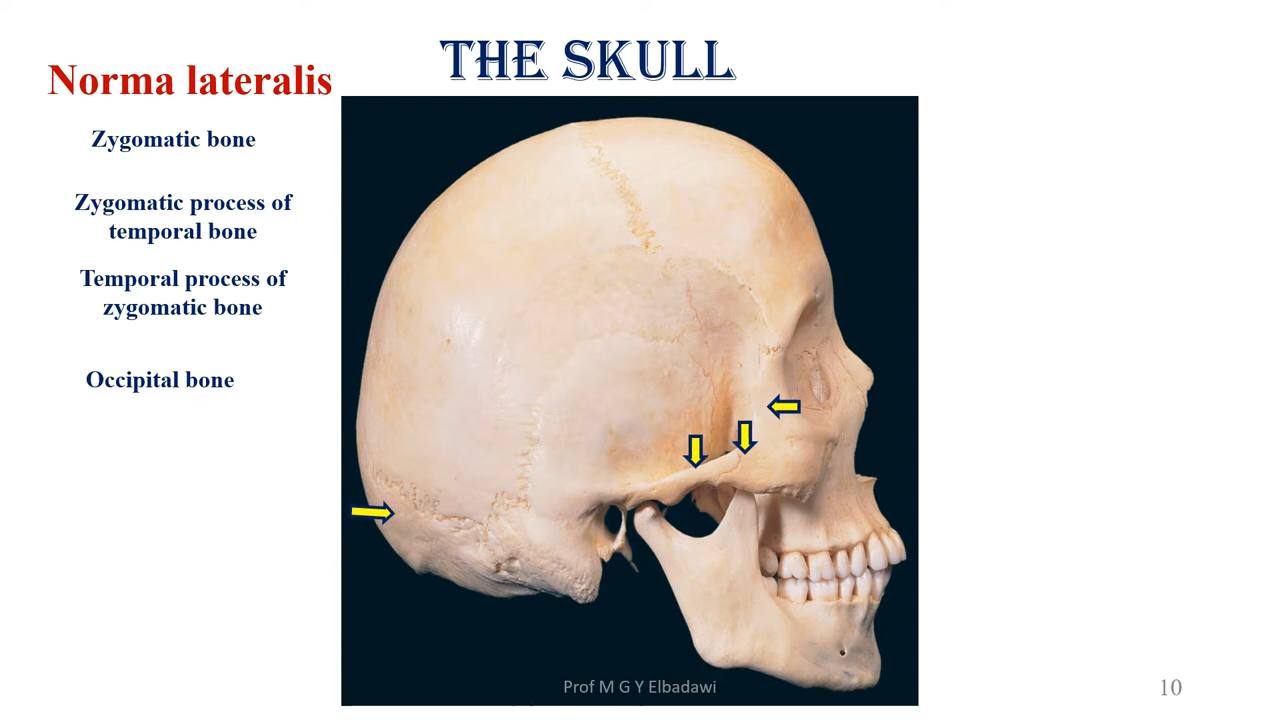 THE SKULL
Norma lateralis
Zygomatic bone
Zygomatic process of
temporal bone
Temporal process of
zygomatic bone
Occipital bone
Prof M G Y Elbadawi
10